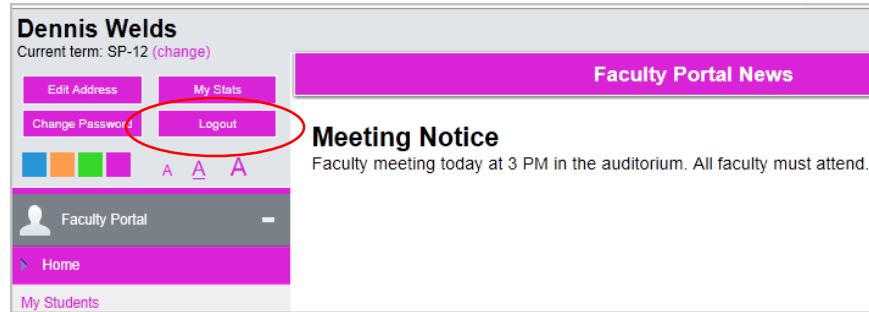 Dennis Welds
Current term: SP-12 (change)
Edit Address
My Stats
Change Password
Logout
A A A
Faculty Portal
Home
My Students
Faculty Portal News
Meeting Notice
Faculty meeting today at 3 PM in the auditorium. All faculty must attend.